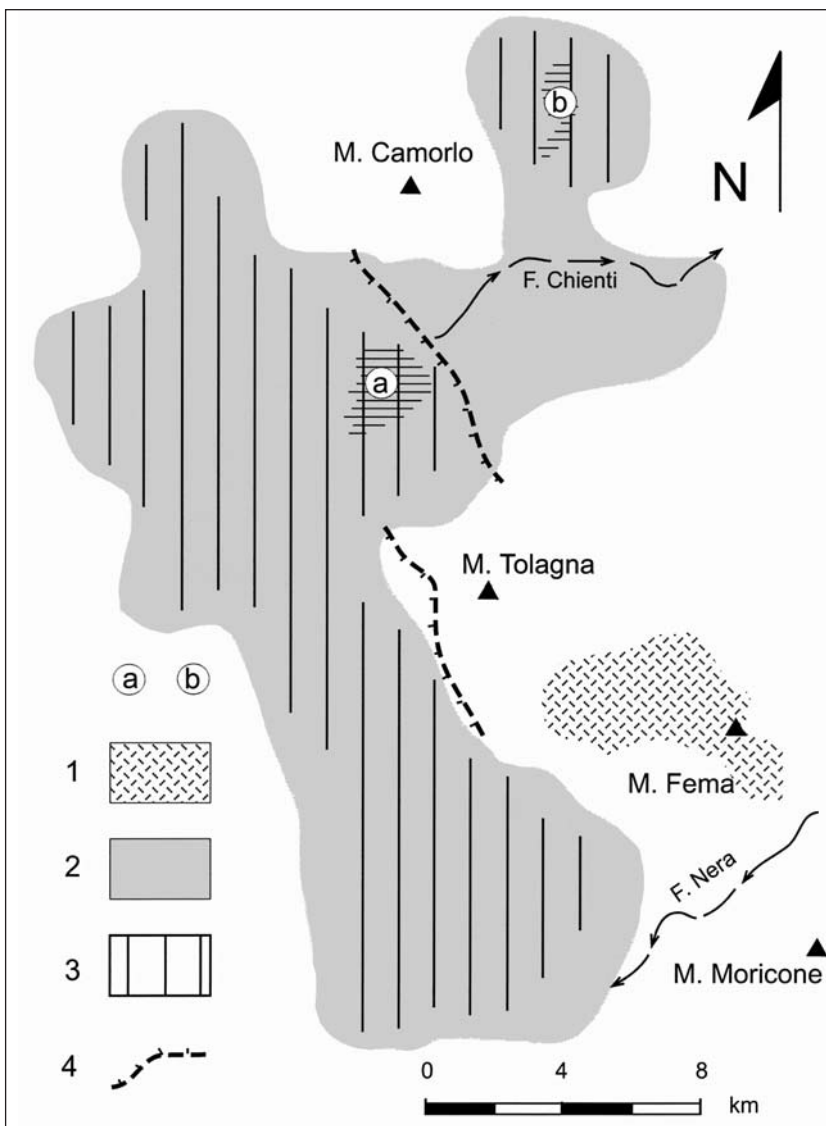 b
M. Camorlo
N
F. Chienti
a
M. Tolagna
a b
1
M. Fema
2
F. Nera
3
M. Moricone
4
0 4 8
km